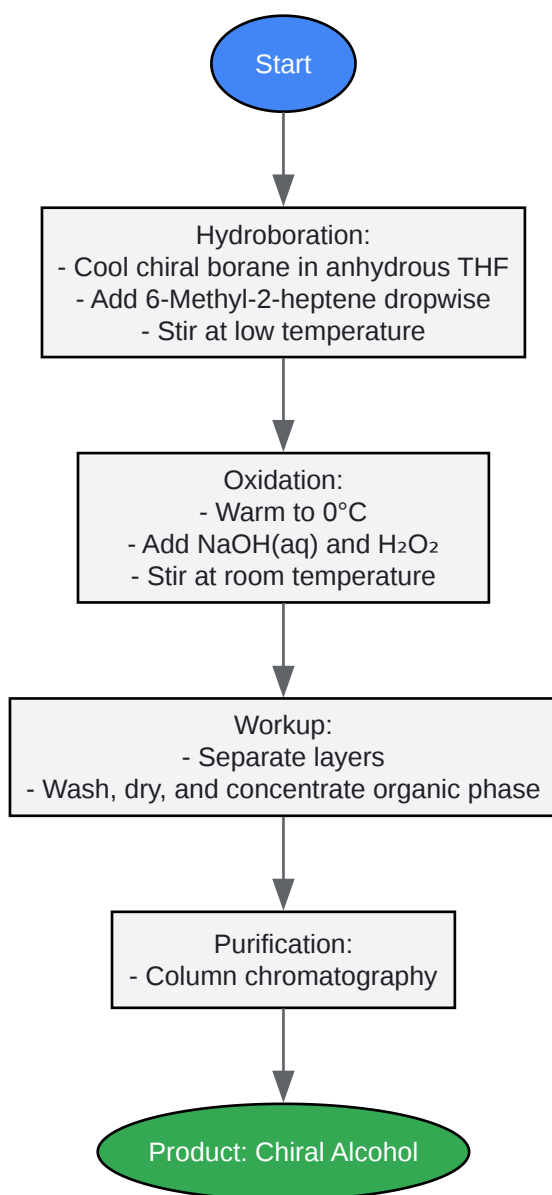 Start
Hydroboration:
- Cool chiral borane in anhydrous THF
- Add 6-Methyl-2-heptene dropwise
- Stir at low temperature
Oxidation:
- Warm to 0°C
- Add NaOH(aq) and H₂O₂
- Stir at room temperature
Workup:
- Separate layers
- Wash, dry, and concentrate organic phase
Purification:
- Column chromatography
Product: Chiral Alcohol